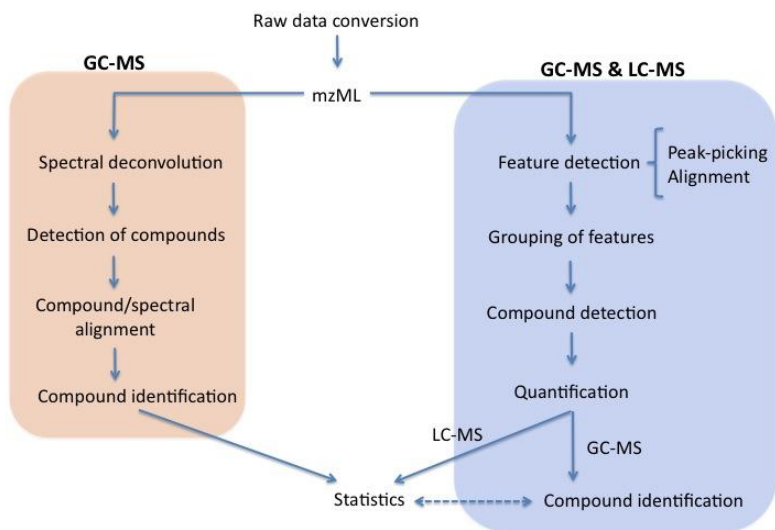 Raw data conversion
GC-MS
GC-MS & LC-MS
mzML
Spectral deconvolution
Detection of compounds
Compound/spectral
alignment
Compound identification
Feature detection
Peak-picking
Alignment
Grouping of features
Compound detection
Quantification
LC-MS
GC-MS
Statistics
Compound identification